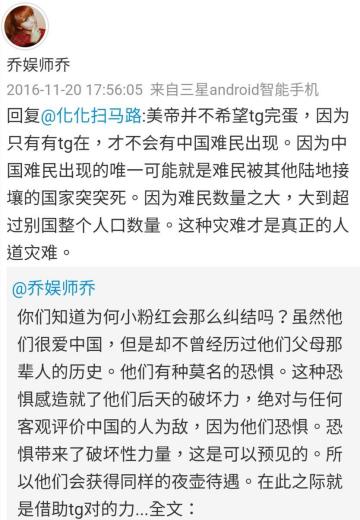 乔娱师乔
2016-11-20 17:56:05 来自三星android智能手机
回复@化化扫马路:美帝并不希望tg完蛋，因为
只有有tg在，才不会有中国难民出现。因为中
国难民出现的唯一可能就是难民被其他陆地接
壤的国家突突死。因为难民数量之大，大到超
过别国整个人口数量。这种灾难才是真正的人
道灾难。
@乔娱师乔
你们知道为何小粉红会那么纠结吗？虽然他
们很爱中国，但是却不曾经历过他们父母那
辈人的历史。他们有种莫名的恐惧。这种恐
惧感造就了他们后天的破坏力，绝对与任何
客观评价中国的人为敌，因为他们恐惧。恐
惧带来了破坏性力量，这是可以预见的。所
以他们会获得同样的夜壶待遇。在此之际就
是借助tg对的力...全文：